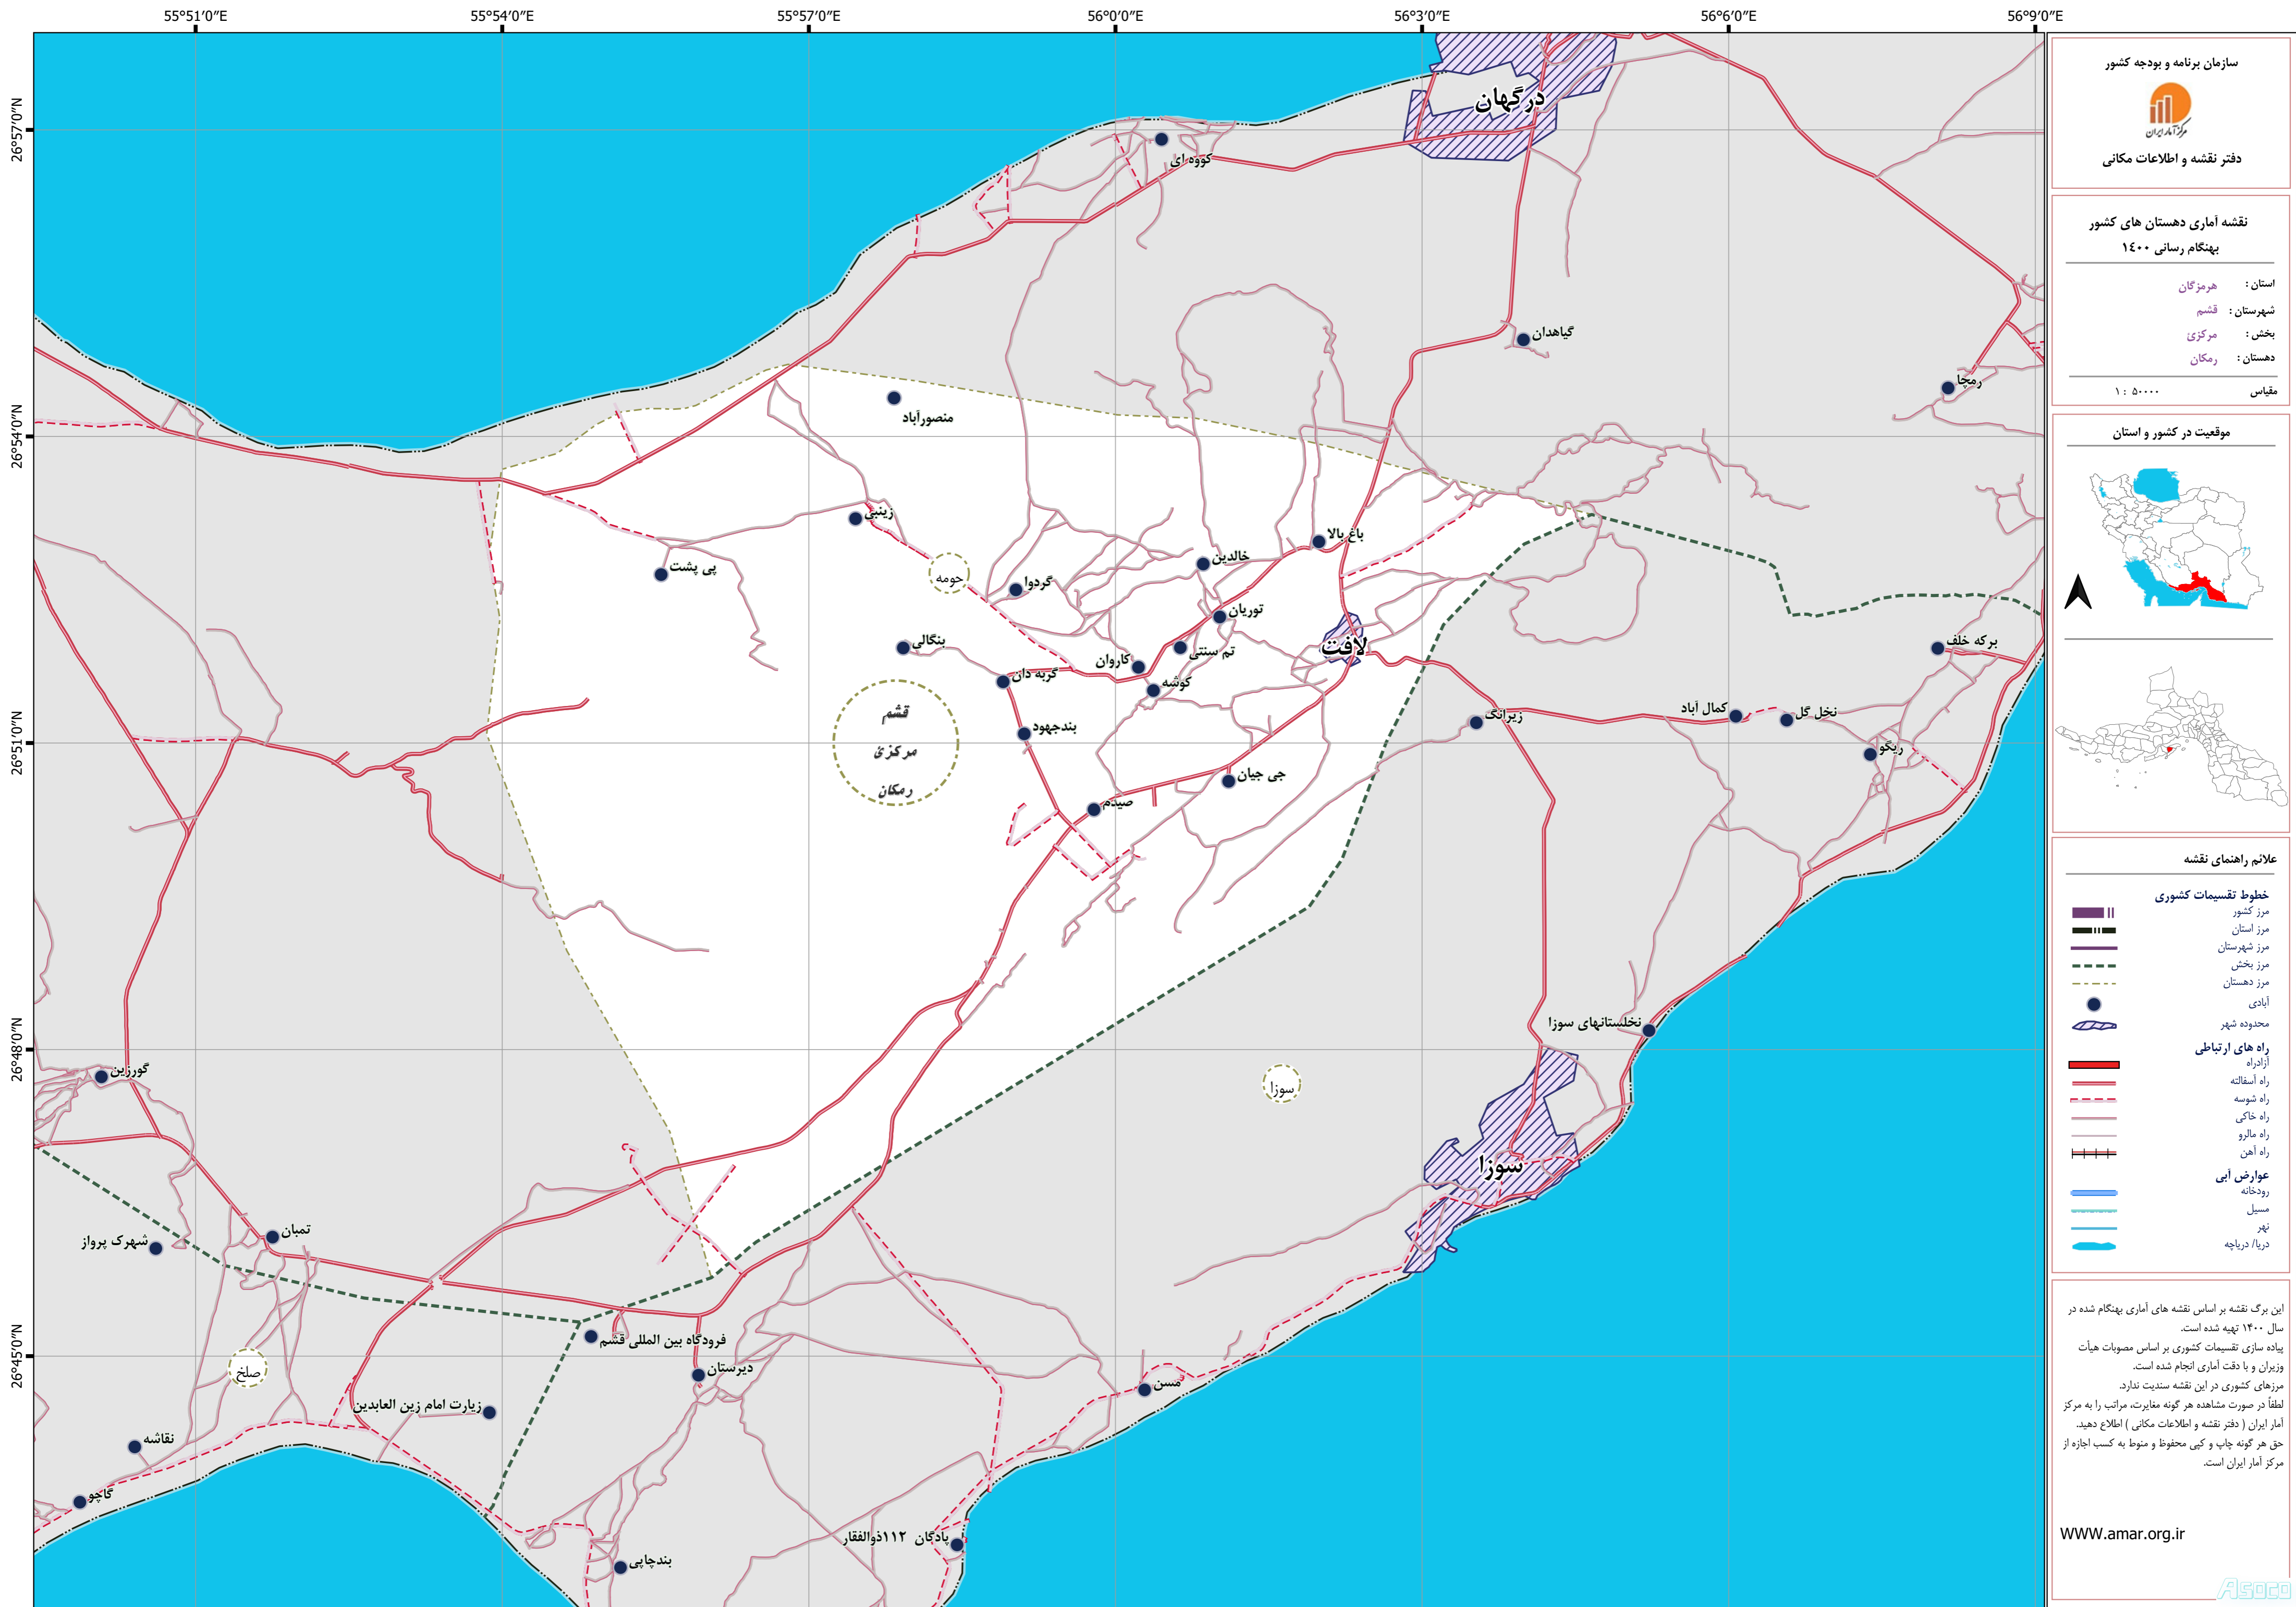 55°51'0"E
55°54'0"E
55°57'0"E
56°0'0"E
56°3'0"E
56°6'0"E
56°9'0"E
26°57'0"N
26°54'0"N
26°51'0"N
26°48'0"N
26°45'0"N
درگهان
کووه ای
گیاهدان
رمچا
منصورآباد
زینبی
باغ بالا
خالدین
پی پشت
حومه
گردوا
توریان
لافت
بنگالی
تم سنتی
کاروان
برکه خلف
گربه دان
کوشه
قشم
مرکزی
رمکان
بندجهود
زیرانگ
کمال آباد
نخل گل
ریگو
جی جیان
صیدم
نخلستانهای سوزا
گورزین
سوزا
سوزا
تمبان
شهرک پرواز
فرودگاه بین المللی قشم
دیرستان
صلخ
مسن
زیارت امام زین العابدین
نقاشه
گاچو
پادگان ۱۱۲ذوالفقار
بندچاپی
سازمان برنامه و بودجه کشور
مرکز آمار ایران
دفتر نقشه و اطلاعات مکانی
نقشه آماری دهستان های کشور
بهنگام رسانی ۱٤۰۰
استان : هرمزگان
شهرستان : قشم
بخش : مرکزی
دهستان : رمکان
مقیاس ۱ : ۵۰۰۰۰
موقعیت در کشور و استان
علائم راهنمای نقشه
خطوط تقسیمات کشوری
مرز کشور
مرز استان
مرز شهرستان
مرز بخش
مرز دهستان
آبادی
محدوده شهر
راه های ارتباطی
آزادراه
راه آسفالته
راه شوسه
راه خاکی
راه مالرو
راه آهن
عوارض آبی
رودخانه
مسیل
نهر
دریا/ دریاچه
این برگ نقشه بر اساس نقشه های آماری بهنگام شده در
سال ۱۴۰۰ تهیه شده است.
پیاده سازی تقسیمات کشوری بر اساس مصوبات هیأت
وزیران و با دقت آماری انجام شده است.
مرزهای کشوری در این نقشه سندیت ندارد.
لطفاً در صورت مشاهده هر گونه مغایرت، مراتب را به مرکز
آمار ایران ( دفتر نقشه و اطلاعات مکانی ) اطلاع دهید.
حق هر گونه چاپ و کپی محفوظ و منوط به کسب اجازه از
مرکز آمار ایران است.
WWW.amar.org.ir
Asoco